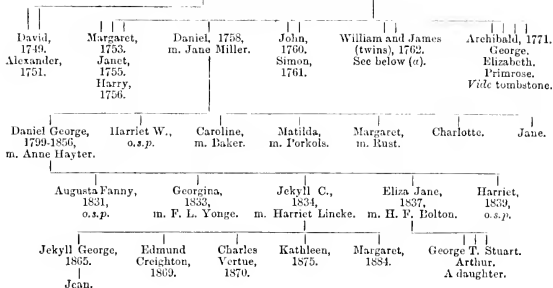 David,
1749.
Alexander,
1751.
Margaret,
1753.
Janet,
1755.
Harry,
1756.
Daniel, 1758,
m. Jane Miller.
John,
1760.
Simon,
1761.
William and James
(twins), 1762.
See below (a).
Archibald, 1771.
George.
Elizabeth.
Primrose.
Vide tombstone.
Daniel George,
1799-1856,
m. Anne Hayter.
Harriet W.,
o.s.p.
Caroline,
m. Baker.
Matilda,
m. Porkols.
Margaret,
m. Rust.
Charlotte.
Jane.
Augusta Fanny,
1831,
o.s.p.
Georgina,
1833,
m. F. L. Yonge.
Jekyll C.,
1834,
m. Harriet Lincke.
Eliza Jane,
1837,
m. H. F. Bolton.
Harriet,
1839,
o.s.p.
Jekyll George,
1865.
Edmund
Creighton,
1869.
Charles
Vertue,
1870.
Kathleen,
1875.
Margaret,
1884.
George T. Stuart.
Arthur.
A daughter.
Jean.